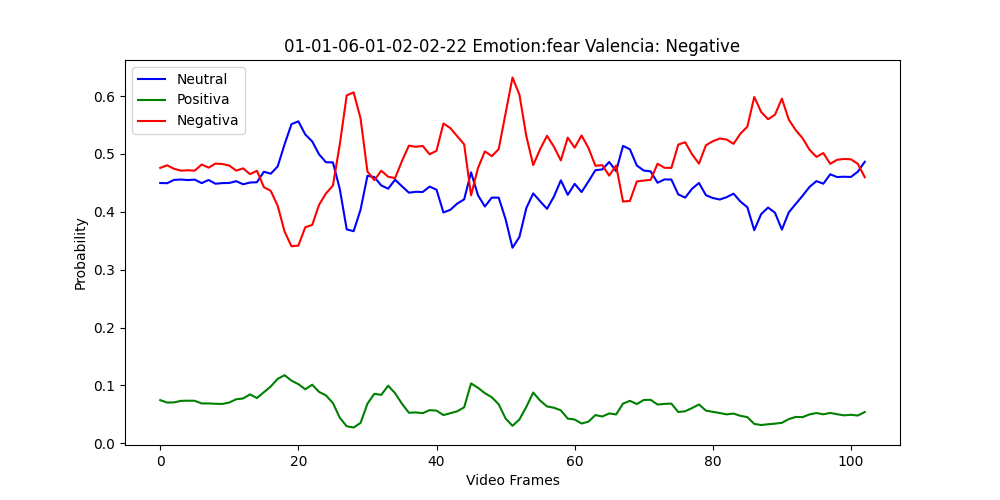 01-01-06-01-02-02-22 Emotion:fear Valencia: Negative
Neutral
Positiva
Negativa
0.6
0.5
0.4
0.3
0.2
0.1
0.0
Probability
0 20 40 60 80 100
Video Frames